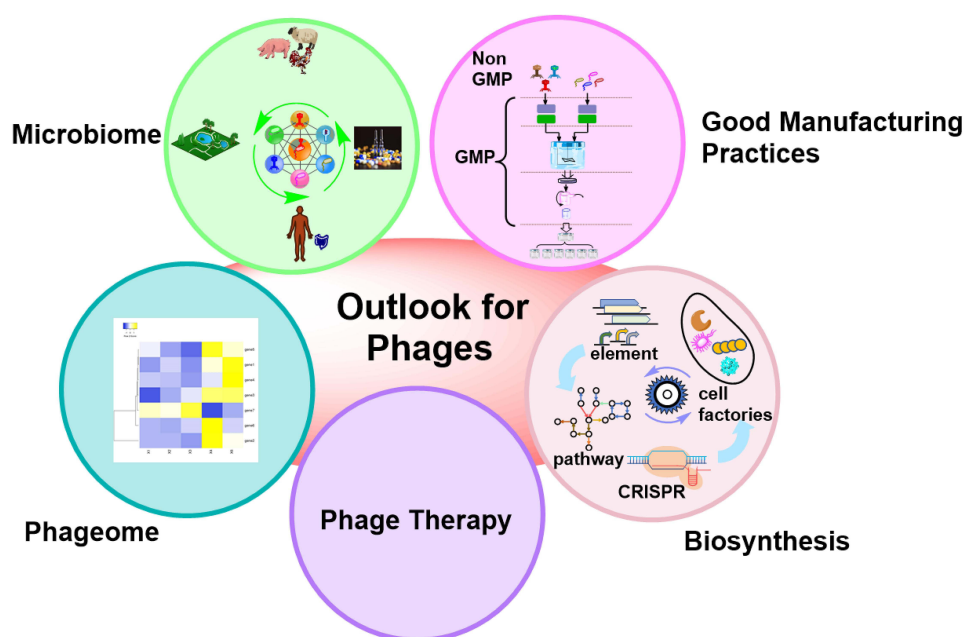 Microbiome
Non
GMP
GMP
Good Manufacturing
Practices
Outlook for
Phages
element
cell
factories
pathway
CRISPR
Biosynthesis
Phageome
Phage Therapy